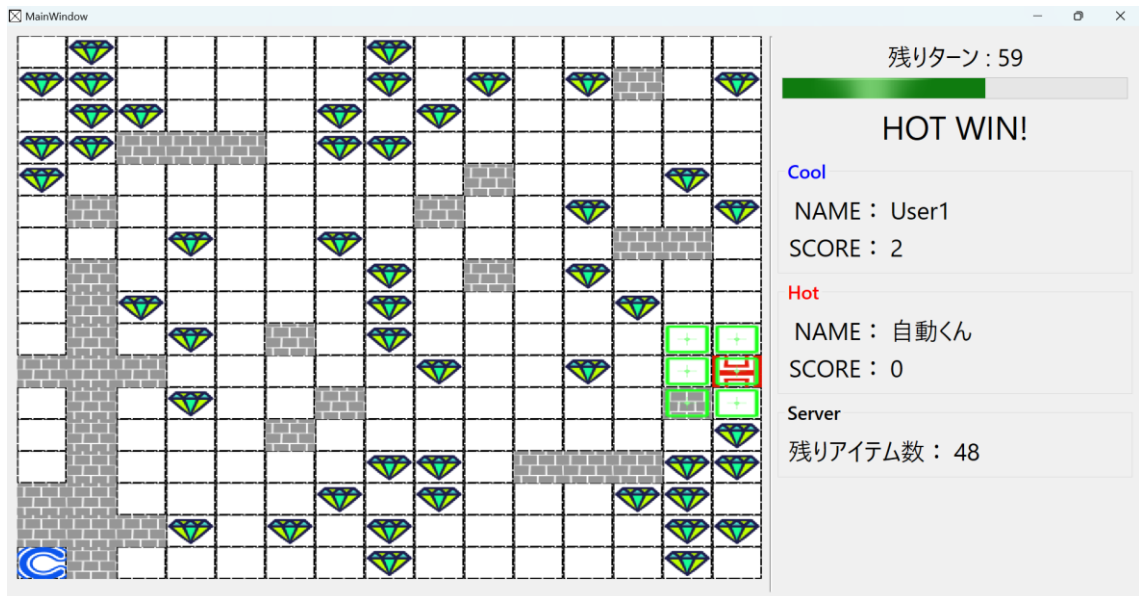 MainWindow
残りターン : 59
HOT WIN!
Cool
NAME： User1
SCORE： 2
Hot
NAME： 自動くん
SCORE： 0
Server
残りアイテム数： 48